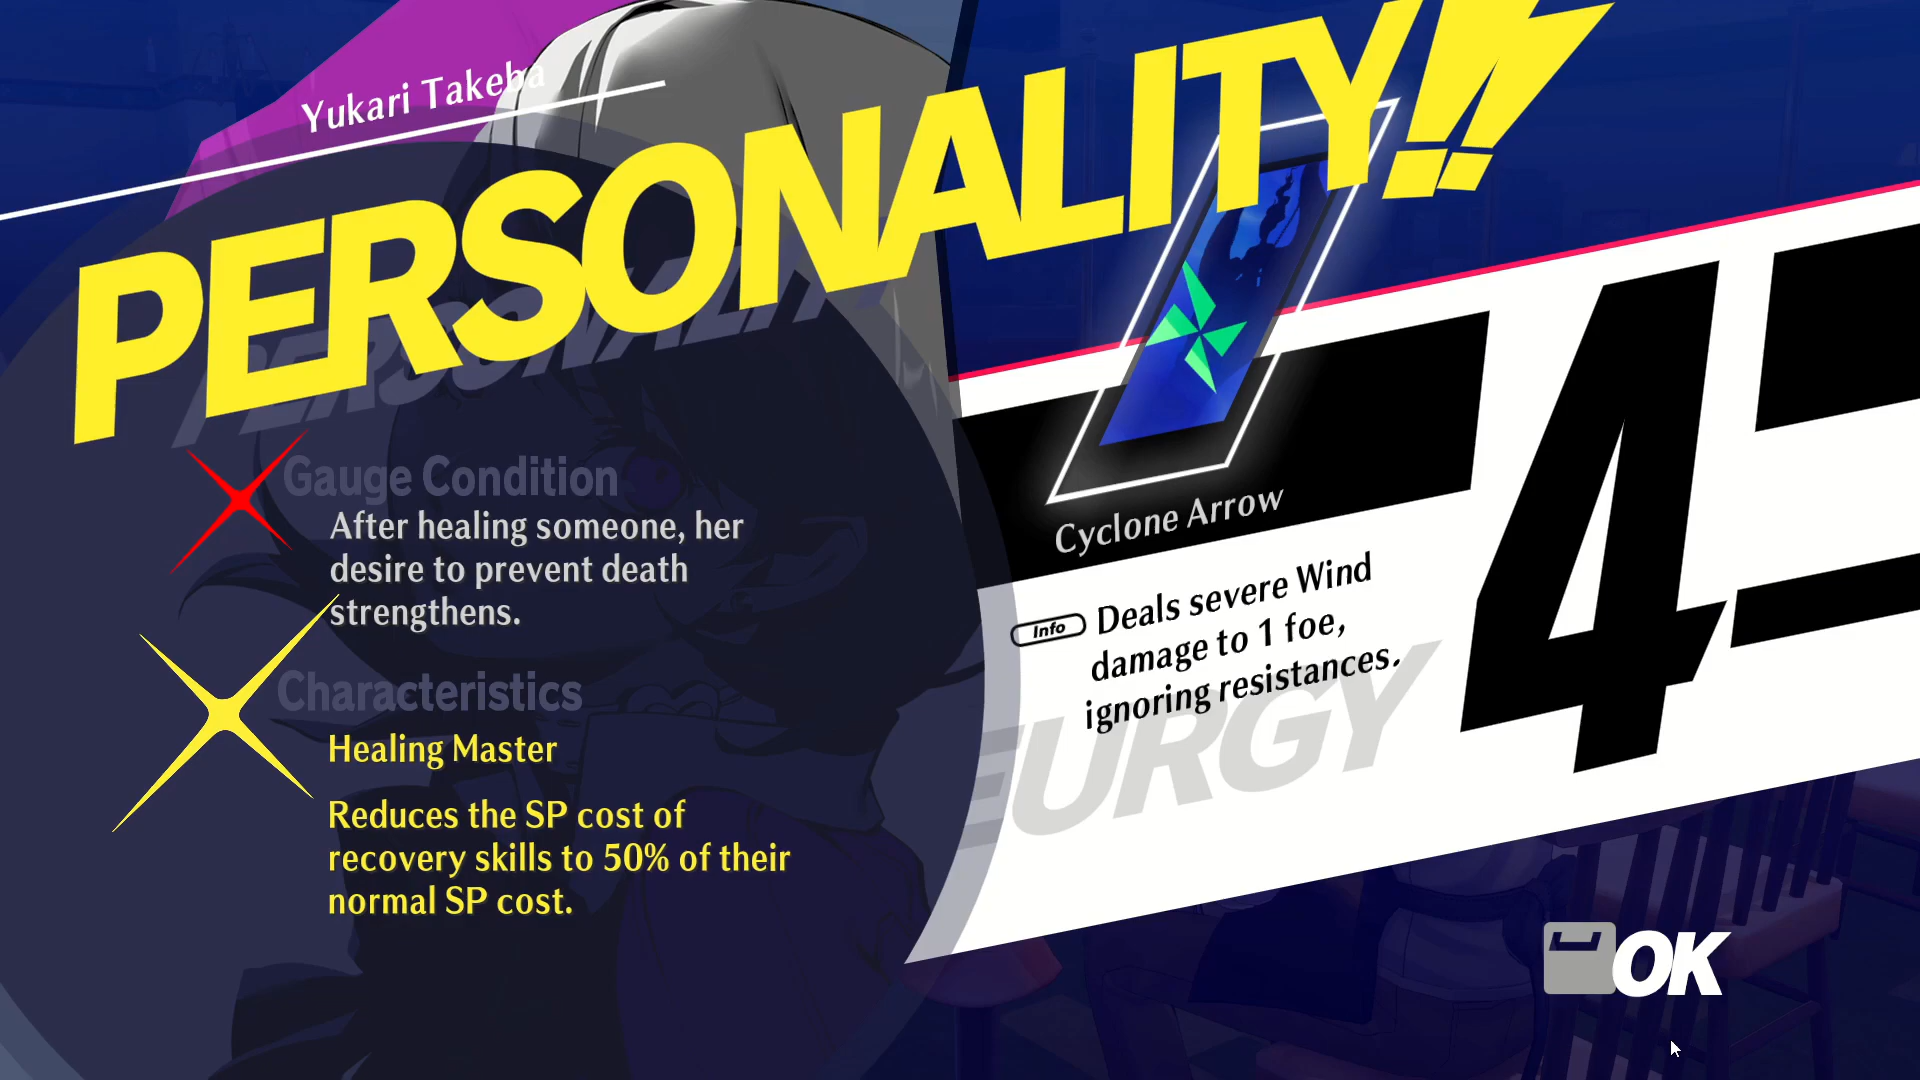 Yukari Takeba
PERSONALITY!!
PERSONALITY
Gauge Condition
After healing someone, her
desire to prevent death
strengthens.
Characteristics
Healing Master
Reduces the SP cost of
recovery skills to 50% of their
normal SP cost.
Cyclone Arrow
Info
Deals severe Wind
damage to 1 foe,
ignoring resistances.
EURGY
4
OK